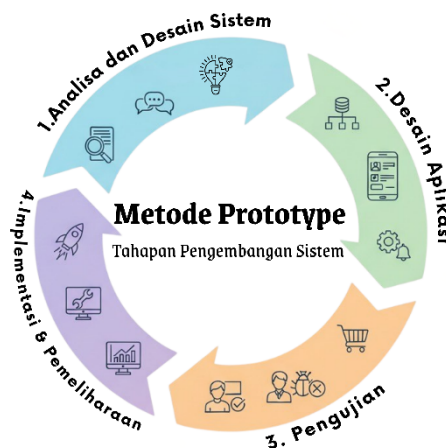 1.Analisa dan Desain Sistem
2.Desain Aplikasi
3. Pengujian
4.Implementasi & Pemeliharaan
Metode Prototype
Tahapan Pengembangan Sistem